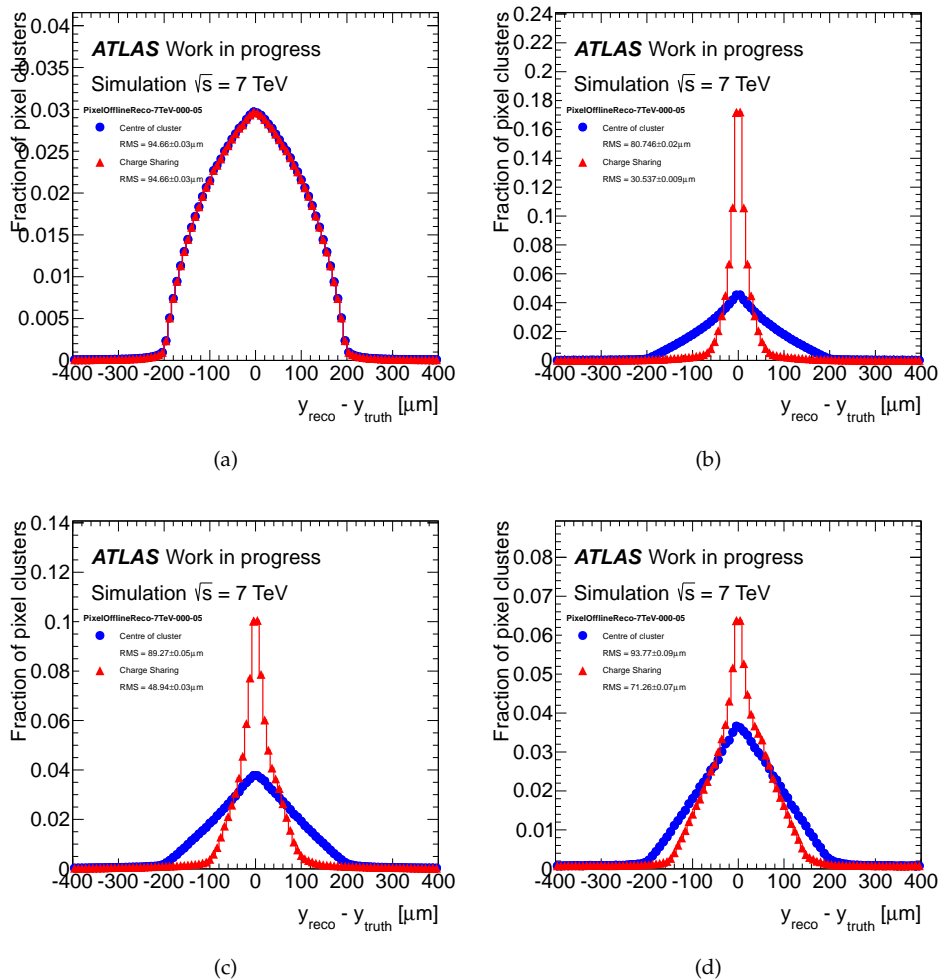 0.04
0.03
0.02
0.01
0.035
0.025
0.015
0.005
0
Fraction of pixel clusters
ATLAS Work in progress
Simulation √s = 7 TeV
PixelOfflineReco-7TeV-000-05
Centre of cluster
RMS = 94.66±0.03μm
Charge Sharing
RMS = 94.66±0.03μm
-400 -300 -200 -100 0 100 200 300 400
y_reco - y_truth [μm]
(a)
0.24
0.22
0.2
0.18
0.16
0.14
0.12
0.1
0.08
0.06
0.04
0.02
0
Fraction of pixel clusters
ATLAS Work in progress
Simulation √s = 7 TeV
PixelOfflineReco-7TeV-000-05
Centre of cluster
RMS = 80.746±0.02μm
Charge Sharing
RMS = 30.537±0.009μm
-400 -300 -200 -100 0 100 200 300 400
y_reco - y_truth [μm]
(b)
0.14
0.12
0.1
0.08
0.06
0.04
0.02
0
Fraction of pixel clusters
ATLAS Work in progress
Simulation √s = 7 TeV
PixelOfflineReco-7TeV-000-05
Centre of cluster
RMS = 89.27±0.05μm
Charge Sharing
RMS = 48.94±0.03μm
-400 -300 -200 -100 0 100 200 300 400
y_reco - y_truth [μm]
(c)
0.08
0.07
0.06
0.05
0.04
0.03
0.02
0.01
0
Fraction of pixel clusters
ATLAS Work in progress
Simulation √s = 7 TeV
PixelOfflineReco-7TeV-000-05
Centre of cluster
RMS = 93.77±0.09μm
Charge Sharing
RMS = 71.26±0.07μm
-400 -300 -200 -100 0 100 200 300 400
y_reco - y_truth [μm]
(d)